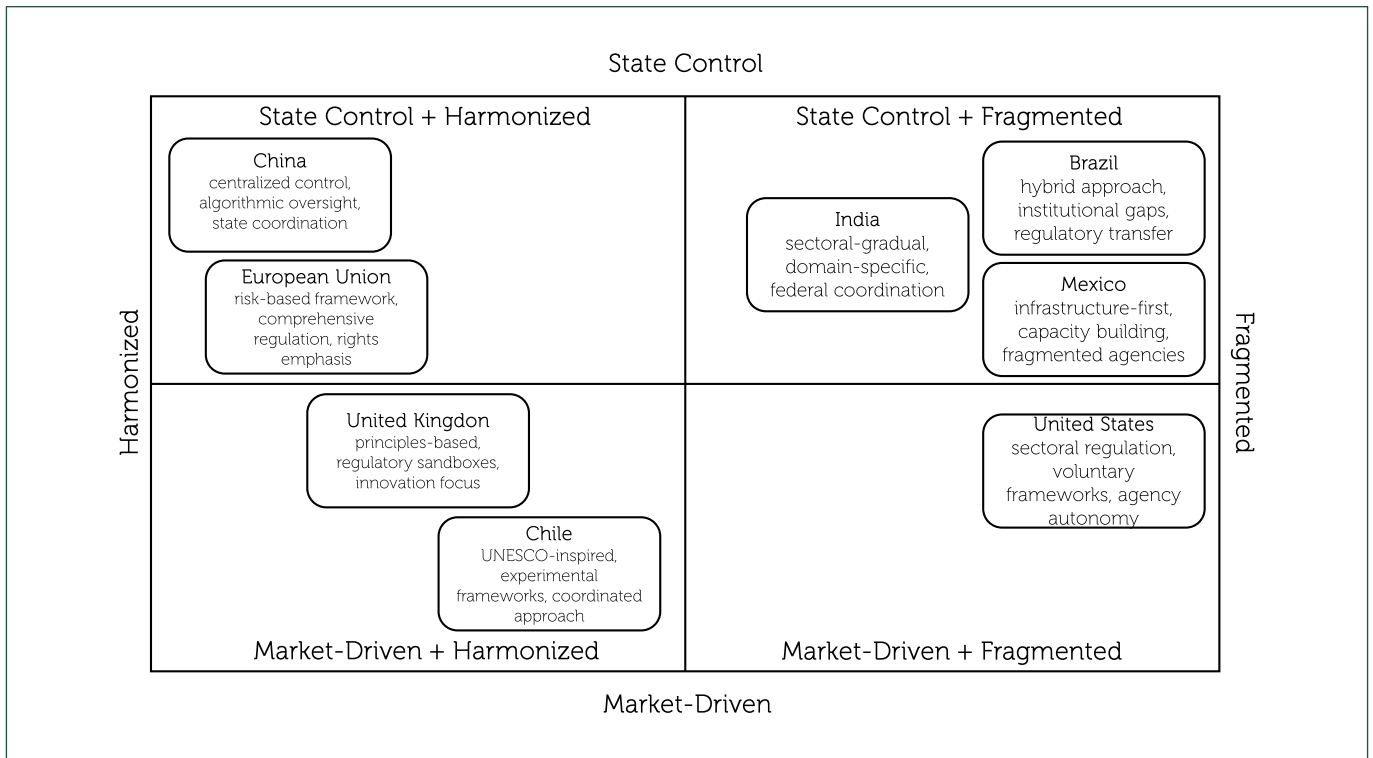 State Control
State Control + Harmonized
China
centralized control,
algorithmic oversight,
state coordination
European Union
risk-based framework,
comprehensive
regulation, rights
emphasis
State Control + Fragmented
India
sectoral-gradual,
domain-specific,
federal coordination
Brazil
hybrid approach,
institutional gaps,
regulatory transfer
Mexico
infrastructure-first,
capacity building,
fragmented agencies
Harmonized
Fragmented
United Kingdon
principles-based,
regulatory sandboxes,
innovation focus
Chile
UNESCO-inspired,
experimental
frameworks, coordinated
approach
Market-Driven + Harmonized
United States
sectoral regulation,
voluntary
frameworks, agency
autonomy
Market-Driven + Fragmented
Market-Driven